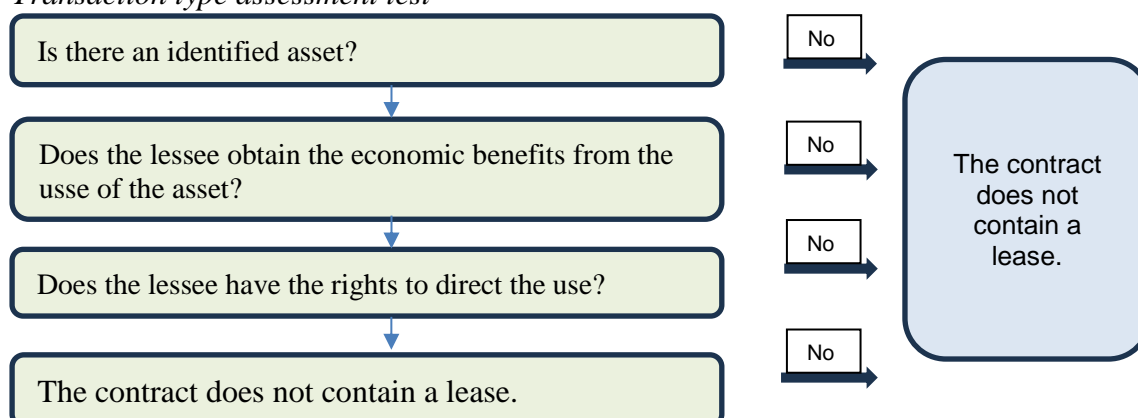 Transaction type assessment test
Is there an identified asset?
No
Does the lessee obtain the economic benefits from the
usse of the asset?
No
Does the lessee have the rights to direct the use?
No
The contract does not contain a lease.
No
The contract
does not
contain a
lease.